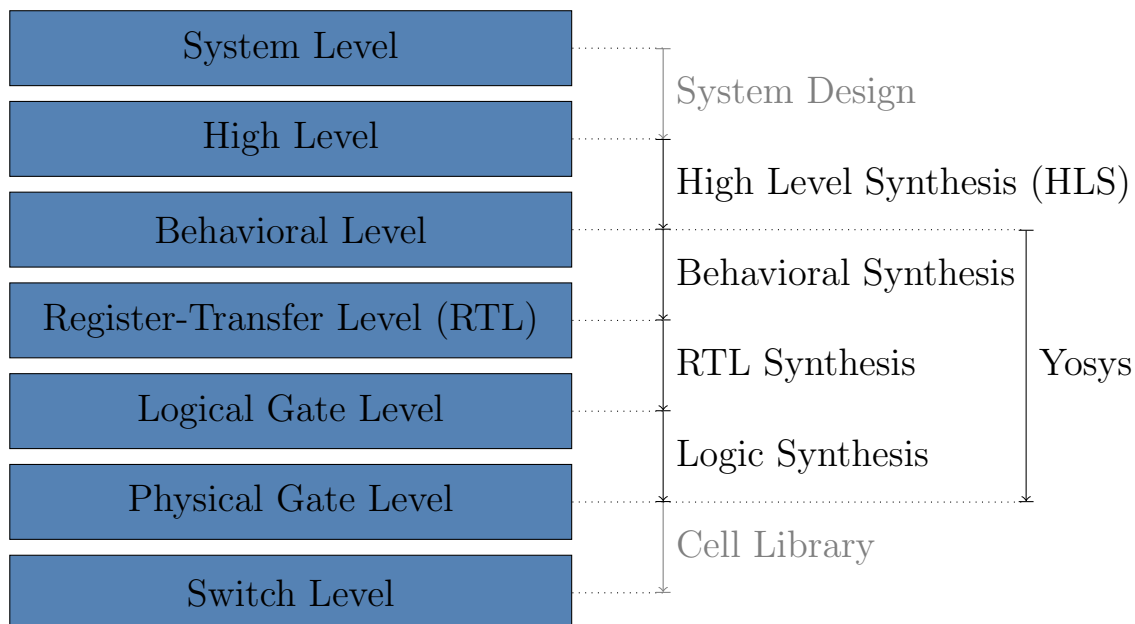 System Level
System Design
High Level
High Level Synthesis (HLS)
Behavioral Level
Behavioral Synthesis
Register-Transfer Level (RTL)
RTL Synthesis
Yosys
Logical Gate Level
Logic Synthesis
Physical Gate Level
Cell Library
Switch Level